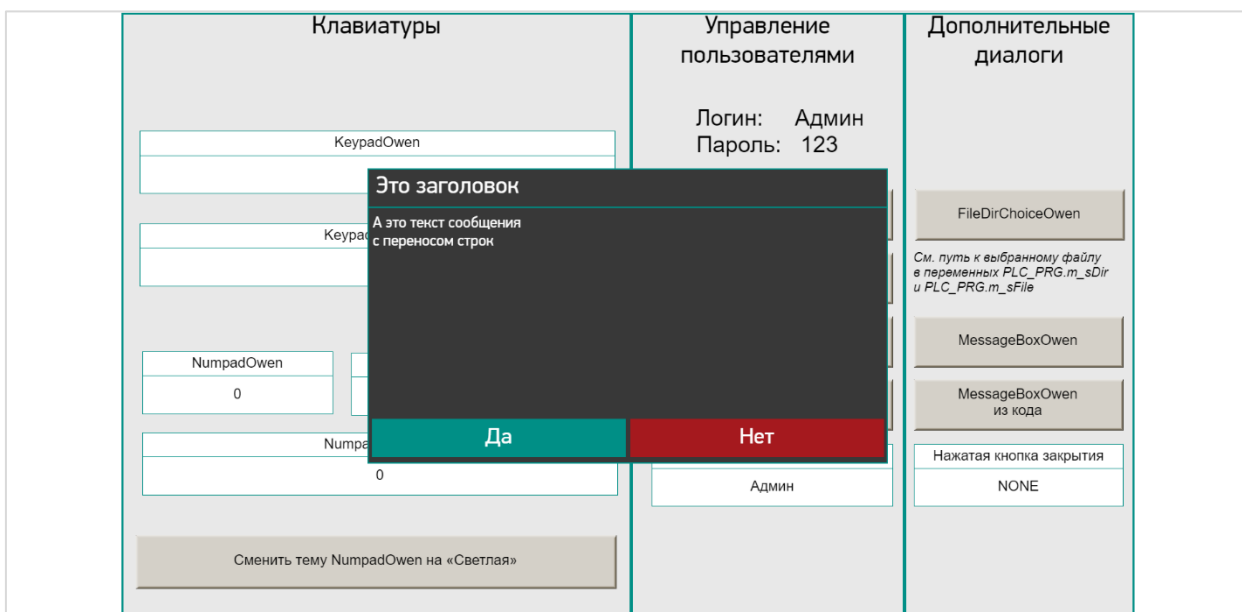 Клавиатуры
KeypadOwen
NumpadOwen
0
0
Сменить тему NumpadOwen на «Светлая»
Управление
пользователями
Логин: Админ
Пароль: 123
Админ
Дополнительные
диалоги
FileDirChoiceOwen
См. путь к выбранному файлу
в переменных PLC_PRG.m_sDir
и PLC_PRG.m_sFile
MessageBoxOwen
MessageBoxOwen
из кода
Нажатая кнопка закрытия
NONE
Это заголовок
А это текст сообщения
с переносом строк
Да
Нет